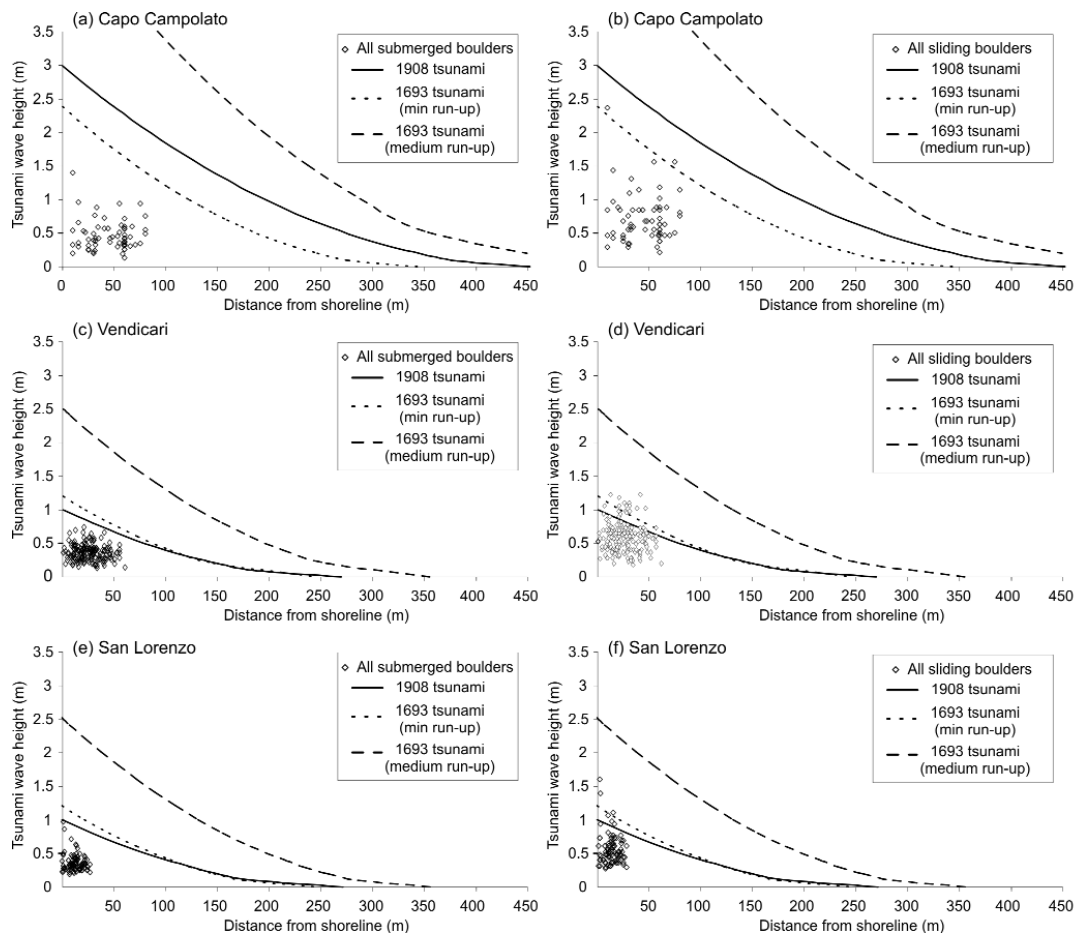 (a) Capo Campolato
3.5
3
2.5
2
1.5
1
0.5
0
Tsunami wave height (m)
All submerged boulders
1908 tsunami
1693 tsunami
(min run-up)
1693 tsunami
(medium run-up)
0 50 100 150 200 250 300 350 400 450
Distance from shoreline (m)
(b) Capo Campolato
3.5
3
2.5
2
1.5
1
0.5
0
Tsunami wave height (m)
All sliding boulders
1908 tsunami
1693 tsunami
(min run-up)
1693 tsunami
(medium run-up)
0 50 100 150 200 250 300 350 400 450
Distance from shoreline (m)
(c) Vendicari
3.5
3
2.5
2
1.5
1
0.5
0
Tsunami wave height (m)
All submerged boulders
1908 tsunami
1693 tsunami
(min run-up)
1693 tsunami
(medium run-up)
0 50 100 150 200 250 300 350 400 450
Distance from shoreline (m)
(d) Vendicari
3.5
3
2.5
2
1.5
1
0.5
0
Tsunami wave height (m)
All sliding boulders
1908 tsunami
1693 tsunami
(min run-up)
1693 tsunami
(medium run-up)
0 50 100 150 200 250 300 350 400 450
Distance from shoreline (m)
(e) San Lorenzo
3.5
3
2.5
2
1.5
1
0.5
0
Tsunami wave height (m)
All submerged boulders
1908 tsunami
1693 tsunami
(min run-up)
1693 tsunami
(medium run-up)
0 50 100 150 200 250 300 350 400 450
Distance from shoreline (m)
(f) San Lorenzo
3.5
3
2.5
2
1.5
1
0.5
0
Tsunami wave height (m)
All sliding boulders
1908 tsunami
1693 tsunami
(min run-up)
1693 tsunami
(medium run-up)
0 50 100 150 200 250 300 350 400 450
Distance from shoreline (m)